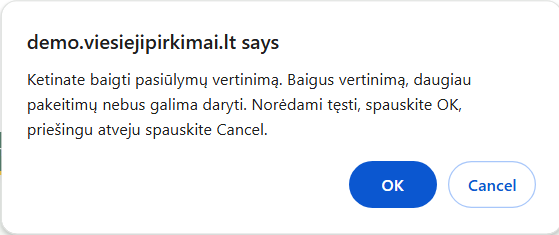 demo.viesiejipirkimai.lt says
Ketinate baigti pasiūlymų vertinimą. Baigus vertinimą, daugiau
pakeitimų nebus galima daryti. Norėdami tęsti, spauskite OK,
priešingu atveju spauskite Cancel.
OK
Cancel